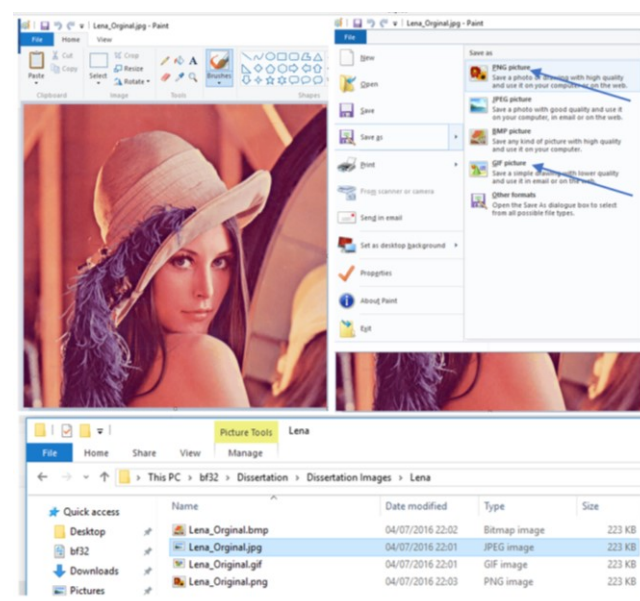 Lena_Orginal.jpg - Paint
File Home View
Paste
Cut
Copy
Clipboard
Select
Crop
Resize
Rotate
Image
Tools
Brushes
Shapes
Lena_Orginal.jpg - Paint
File
New
Open
Save
Save as
Print
From scanner or camera
Send in email
Set as desktop background
Properties
About Paint
Exit
Save as
PNG picture
Save a photo or drawing with high quality
and use it on your computer or on the web.
JPEG picture
Save a photo with good quality and use it
on your computer, in email or on the web.
BMP picture
Save any kind of picture with high quality
and use it on your computer.
GIF picture
Save a simple drawing with lower quality
and use it in email or on the web.
Other formats
Open the Save As dialogue box to select
from all possible file types.
Picture Tools Lena
File Home Share View Manage
This PC > bf32 > Dissertation > Dissertation Images > Lena
Quick access
Desktop
bf32
Downloads
Pictures
Name Date modified Type Size
Lena_Orginal.bmp 04/07/2016 22:02 Bitmap image 223 KB
Lena_Orginal.jpg 04/07/2016 22:01 JPEG image 223 KB
Lena_Original.gif 04/07/2016 22:01 GIF image 223 KB
Lena_Original.png 04/07/2016 22:03 PNG image 223 KB